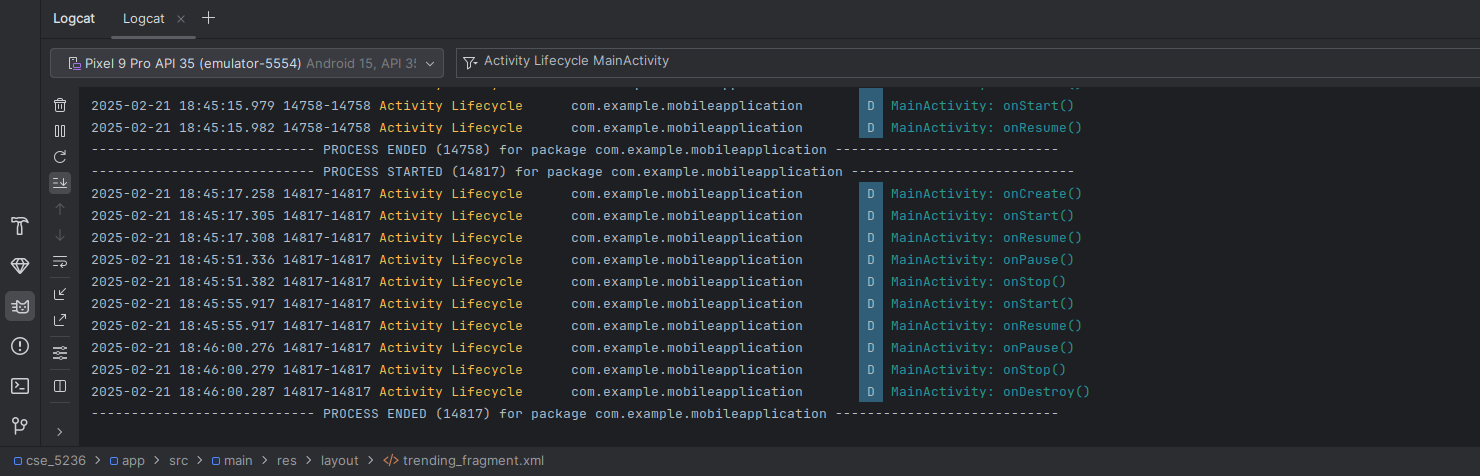 Logcat Logcat
Pixel 9 Pro API 35 (emulator-5554) Android 15, API 35 Activity Lifecycle MainActivity
2025-02-21 18:45:15.979 14758-14758 Activity Lifecycle com.example.mobileapplication D MainActivity: onStart()
2025-02-21 18:45:15.982 14758-14758 Activity Lifecycle com.example.mobileapplication D MainActivity: onResume()
---------------------------- PROCESS ENDED (14758) for package com.example.mobileapplication ----------------------------
---------------------------- PROCESS STARTED (14817) for package com.example.mobileapplication ----------------------------
2025-02-21 18:45:17.258 14817-14817 Activity Lifecycle com.example.mobileapplication D MainActivity: onCreate()
2025-02-21 18:45:17.305 14817-14817 Activity Lifecycle com.example.mobileapplication D MainActivity: onStart()
2025-02-21 18:45:17.308 14817-14817 Activity Lifecycle com.example.mobileapplication D MainActivity: onResume()
2025-02-21 18:45:51.336 14817-14817 Activity Lifecycle com.example.mobileapplication D MainActivity: onPause()
2025-02-21 18:45:51.382 14817-14817 Activity Lifecycle com.example.mobileapplication D MainActivity: onStop()
2025-02-21 18:45:55.917 14817-14817 Activity Lifecycle com.example.mobileapplication D MainActivity: onStart()
2025-02-21 18:45:55.917 14817-14817 Activity Lifecycle com.example.mobileapplication D MainActivity: onResume()
2025-02-21 18:46:00.276 14817-14817 Activity Lifecycle com.example.mobileapplication D MainActivity: onPause()
2025-02-21 18:46:00.279 14817-14817 Activity Lifecycle com.example.mobileapplication D MainActivity: onStop()
2025-02-21 18:46:00.287 14817-14817 Activity Lifecycle com.example.mobileapplication D MainActivity: onDestroy()
---------------------------- PROCESS ENDED (14817) for package com.example.mobileapplication ----------------------------
cse_5236 > app > src > main > res > layout > trending_fragment.xml